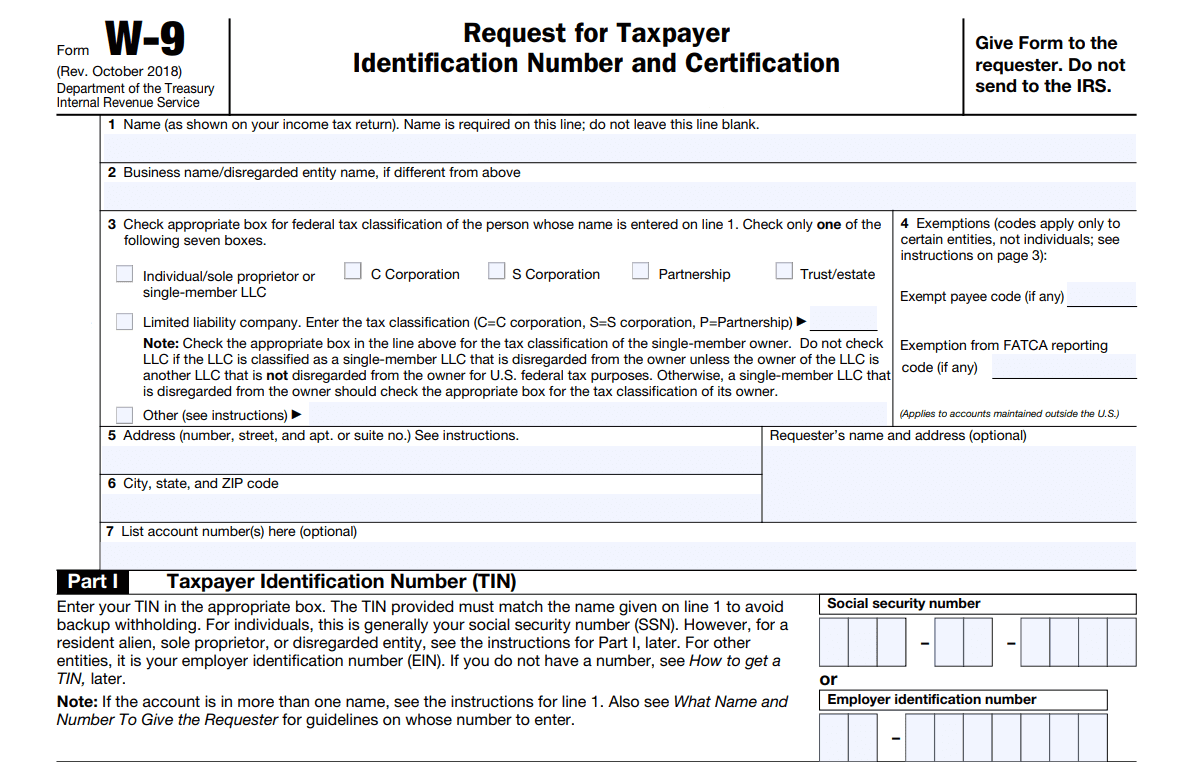 Form W-9
(Rev. October 2018)
Department of the Treasury
Internal Revenue Service
Request for Taxpayer
Identification Number and Certification
Give Form to the
requester. Do not
send to the IRS.
1 Name (as shown on your income tax return). Name is required on this line; do not leave this line blank.
2 Business name/disregarded entity name, if different from above
3 Check appropriate box for federal tax classification of the person whose name is entered on line 1. Check only one of the
following seven boxes.
Individual/sole proprietor or
single-member LLC
C Corporation
S Corporation
Partnership
Trust/estate
Limited liability company. Enter the tax classification (C=C corporation, S=S corporation, P=Partnership) ▶
Note: Check the appropriate box in the line above for the tax classification of the single-member owner. Do not check
LLC if the LLC is classified as a single-member LLC that is disregarded from the owner unless the owner of the LLC is
another LLC that is not disregarded from the owner for U.S. federal tax purposes. Otherwise, a single-member LLC that
is disregarded from the owner should check the appropriate box for the tax classification of its owner.
Other (see instructions) ▶
4 Exemptions (codes apply only to
certain entities, not individuals; see
instructions on page 3):
Exempt payee code (if any)
Exemption from FATCA reporting
code (if any)
(Applies to accounts maintained outside the U.S.)
5 Address (number, street, and apt. or suite no.) See instructions.
Requester's name and address (optional)
6 City, state, and ZIP code
7 List account number(s) here (optional)
Part I Taxpayer Identification Number (TIN)
Enter your TIN in the appropriate box. The TIN provided must match the name given on line 1 to avoid
backup withholding. For individuals, this is generally your social security number (SSN). However, for a
resident alien, sole proprietor, or disregarded entity, see the instructions for Part I, later. For other
entities, it is your employer identification number (EIN). If you do not have a number, see How to get a
TIN, later.
Note: If the account is in more than one name, see the instructions for line 1. Also see What Name and
Number To Give the Requester for guidelines on whose number to enter.
Social security number
– –
or
Employer identification number
–